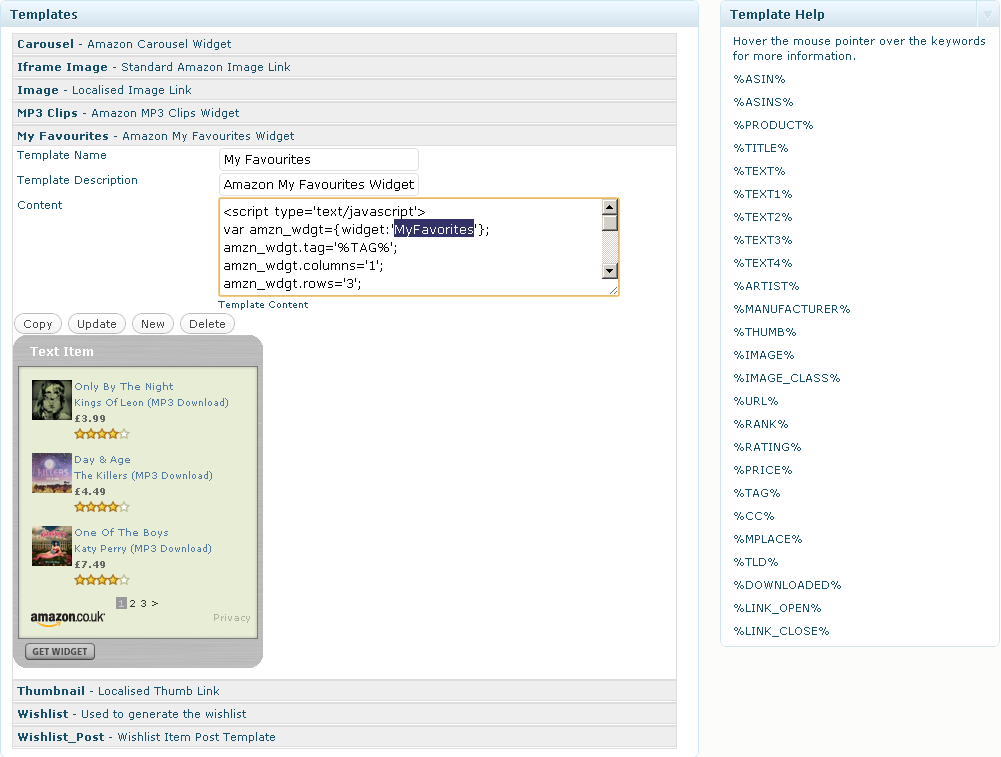 Templates
Carousel - Amazon Carousel Widget
Iframe Image - Standard Amazon Image Link
Image - Localised Image Link
MP3 Clips - Amazon MP3 Clips Widget
My Favourites - Amazon My Favourites Widget
Template Name
My Favourites
Template Description
Amazon My Favourites Widget
Content
<script type='text/javascript'>
var amzn_wdgt={widget:'MyFavorites'};
amzn_wdgt.tag='%TAG%';
amzn_wdgt.columns='1';
amzn_wdgt.rows='3';
Template Content
Copy Update New Delete
Text Item
Only By The Night
Kings Of Leon (MP3 Download)
£3.99
Day & Age
The Killers (MP3 Download)
£4.49
One Of The Boys
Katy Perry (MP3 Download)
£7.49
1 2 3 >
amazon.co.uk Privacy
GET WIDGET
Thumbnail - Localised Thumb Link
Wishlist - Used to generate the wishlist
Wishlist_Post - Wishlist Item Post Template
Template Help
Hover the mouse pointer over the keywords
for more information.
%ASIN%
%ASINS%
%PRODUCT%
%TITLE%
%TEXT%
%TEXT1%
%TEXT2%
%TEXT3%
%TEXT4%
%ARTIST%
%MANUFACTURER%
%THUMB%
%IMAGE%
%IMAGE_CLASS%
%URL%
%RANK%
%RATING%
%PRICE%
%TAG%
%CC%
%MPLACE%
%TLD%
%DOWNLOADED%
%LINK_OPEN%
%LINK_CLOSE%